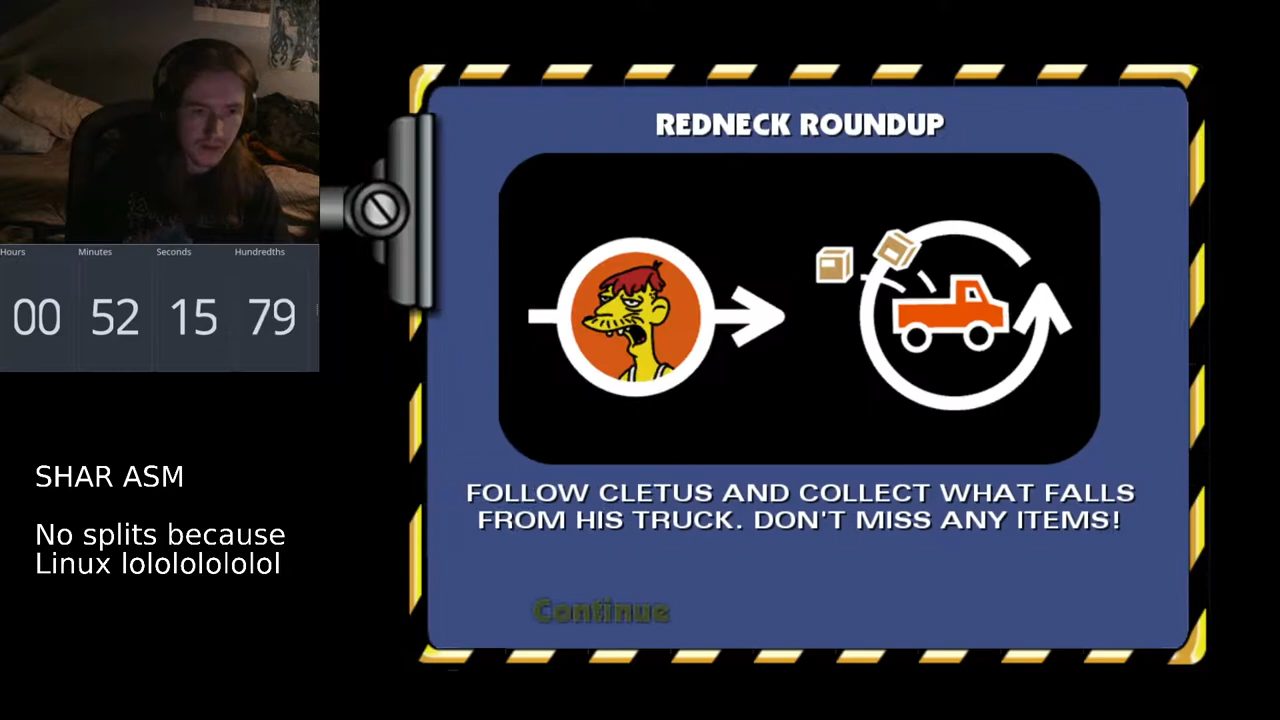 REDNECK ROUNDUP
Hours Minutes Seconds Hundredths
00 52 15 79
SHAR ASM
No splits because
Linux lolololololol
FOLLOW CLETUS AND COLLECT WHAT FALLS
FROM HIS TRUCK. DON'T MISS ANY ITEMS!
Continue